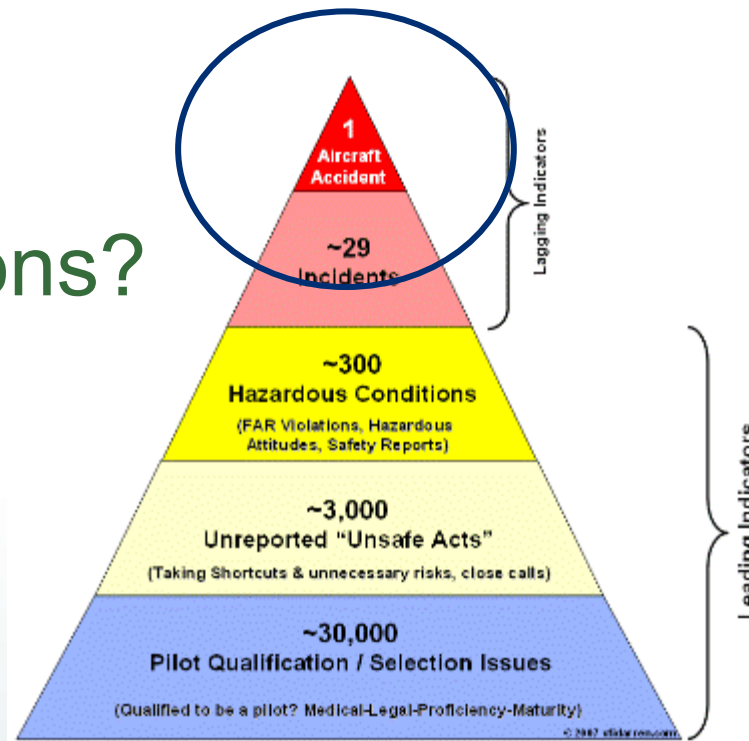 1
Aircraft
Accident
Lagging Indicators
ons?
~29
Incidents
~300
Hazardous Conditions
(FAR Violations, Hazardous
Attitudes, Safety Reports)
Leading Indicators
~3,000
Unreported "Unsafe Acts"
(Taking Shortcuts & unnecessary risks, close calls)
~30,000
Pilot Qualification / Selection Issues
(Qualified to be a pilot? Medical-Legal-Proficiency-Maturity)
© 2007